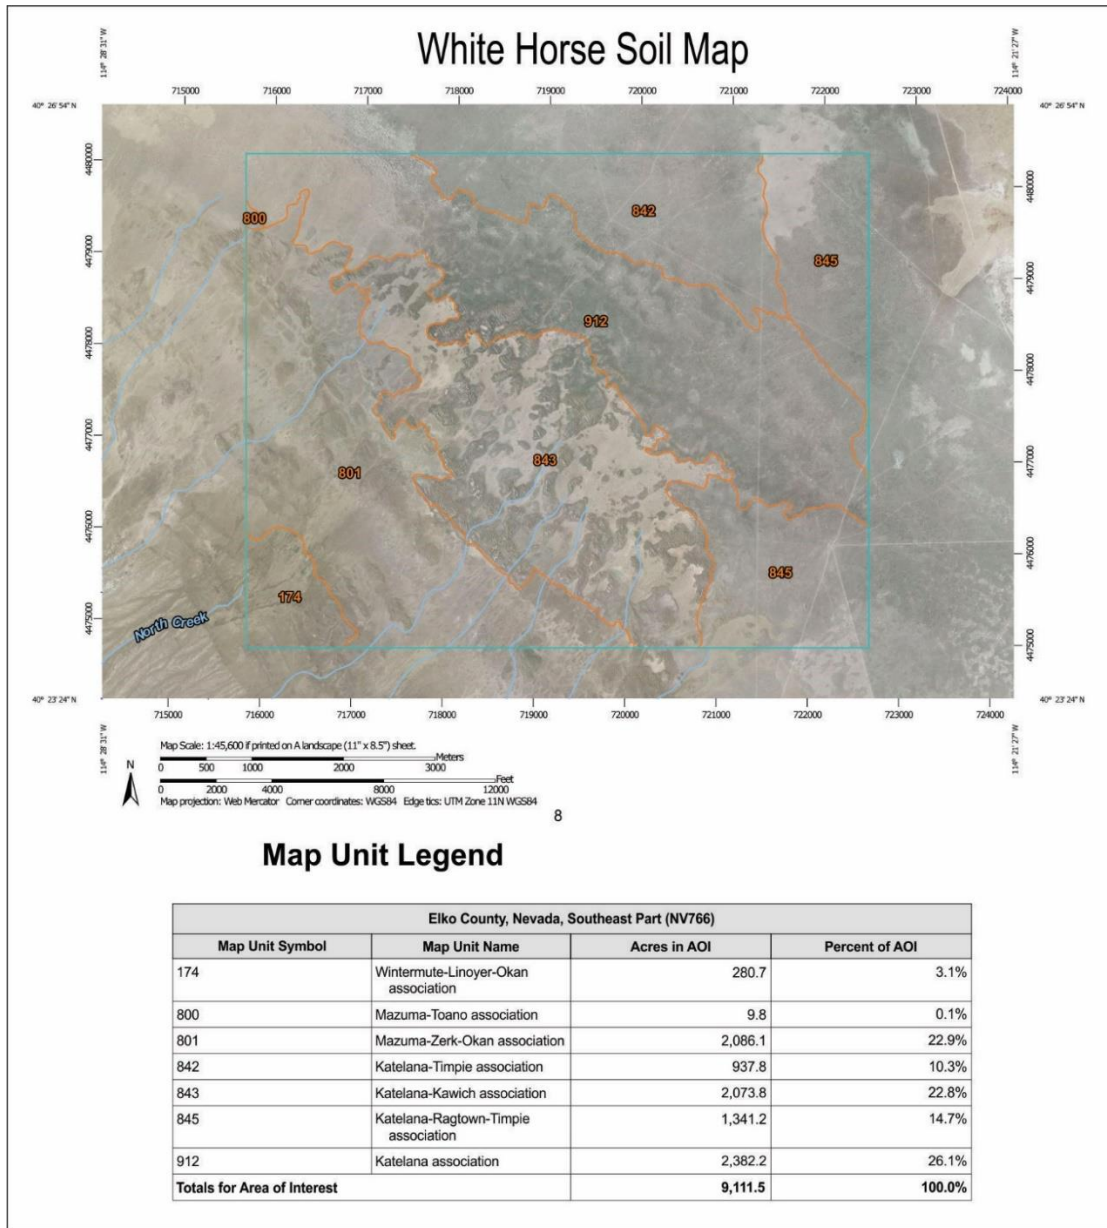 White Horse Soil Map
114° 28' 31" W
114° 21' 27" W
715000 716000 717000 718000 719000 720000 721000 722000 723000 724000
40° 26' 54" N
40° 26' 54" N
4480000
4480000
842
800
4479000
845
4479000
912
4478000
4478000
4477000
4477000
843
801
4476000
4476000
845
174
4475000
North Creek
4475000
40° 23' 24" N
40° 23' 24" N
715000 716000 717000 718000 719000 720000 721000 722000 723000 724000
114° 28' 31" W
114° 21' 27" W
Map Scale: 1:45,600 if printed on A landscape (11" x 8.5") sheet.
Meters
N
0 500 1000 2000 3000
Feet
0 2000 4000 8000 12000
Map projection: Web Mercator Corner coordinates: WGS84 Edge tics: UTM Zone 11N WGS84
8
Map Unit Legend
Elko County, Nevada, Southeast Part (NV766)
Map Unit Symbol Map Unit Name Acres in AOI Percent of AOI
174 Wintermute-Linoyer-Okan 280.7 3.1%
association
800 Mazuma-Toano association 9.8 0.1%
801 Mazuma-Zerk-Okan association 2,086.1 22.9%
842 Katelana-Timpie association 937.8 10.3%
843 Katelana-Kawich association 2,073.8 22.8%
845 Katelana-Ragtown-Timpie 1,341.2 14.7%
association
912 Katelana association 2,382.2 26.1%
Totals for Area of Interest 9,111.5 100.0%